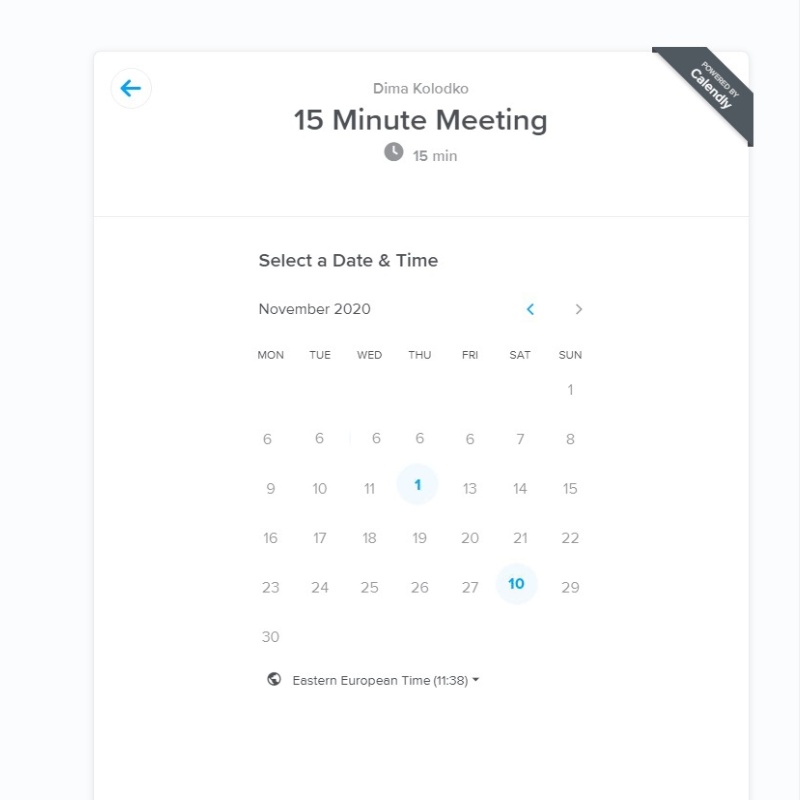 POWERED BY
Calendly
Dima Kolodko
15 Minute Meeting
15 min
Select a Date & Time
November 2020
MON TUE WED THU FRI SAT SUN
1
6 6 6 6 6 7 8
9 10 11 1 13 14 15
16 17 18 19 20 21 22
23 24 25 26 27 10 29
30
Eastern European Time (11:38)